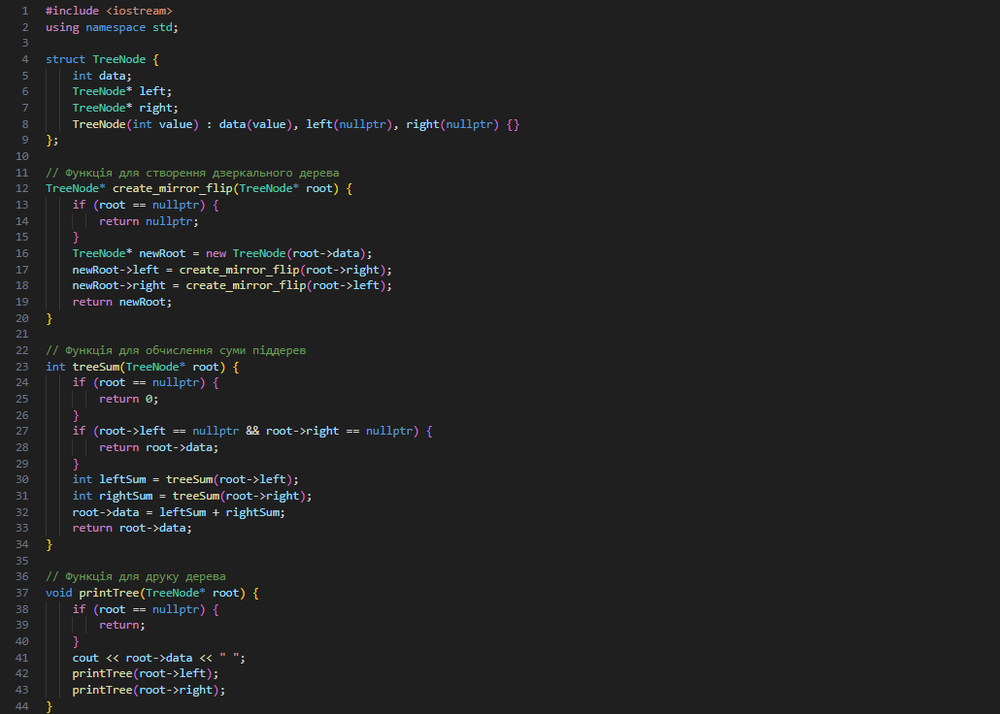 1 #include <iostream>
2 using namespace std;
3
4 struct TreeNode {
5     int data;
6     TreeNode* left;
7     TreeNode* right;
8     TreeNode(int value) : data(value), left(nullptr), right(nullptr) {}
9 };
10
11 // Функція для створення дзеркального дерева
12 TreeNode* create_mirror_flip(TreeNode* root) {
13     if (root == nullptr) {
14         return nullptr;
15     }
16     TreeNode* newRoot = new TreeNode(root->data);
17     newRoot->left = create_mirror_flip(root->right);
18     newRoot->right = create_mirror_flip(root->left);
19     return newRoot;
20 }
21
22 // Функція для обчислення суми піддерев
23 int treeSum(TreeNode* root) {
24     if (root == nullptr) {
25         return 0;
26     }
27     if (root->left == nullptr && root->right == nullptr) {
28         return root->data;
29     }
30     int leftSum = treeSum(root->left);
31     int rightSum = treeSum(root->right);
32     root->data = leftSum + rightSum;
33     return root->data;
34 }
35
36 // Функція для друку дерева
37 void printTree(TreeNode* root) {
38     if (root == nullptr) {
39         return;
40     }
41     cout << root->data << " ";
42     printTree(root->left);
43     printTree(root->right);
44 }